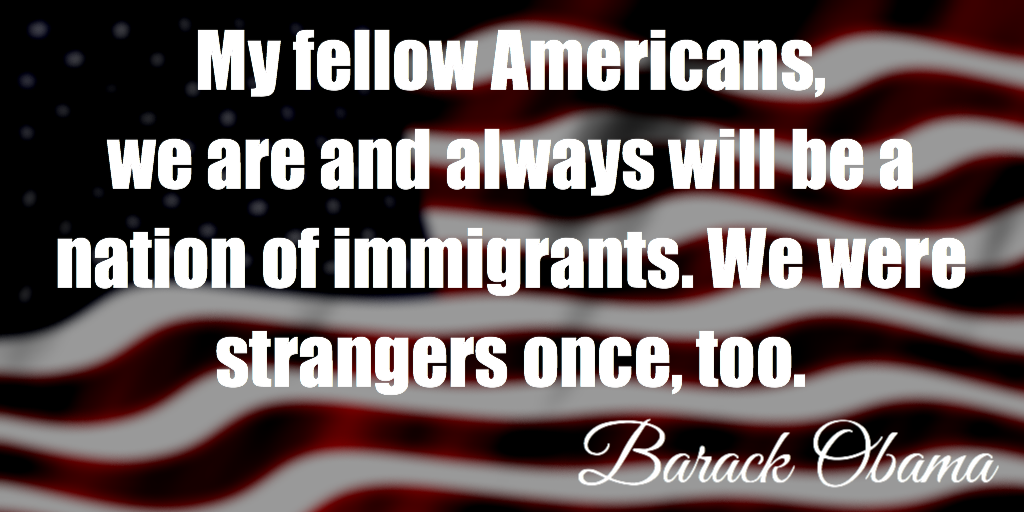 My fellow Americans,
we are and always will be a
nation of immigrants. We were
strangers once, too.
Barack Obama